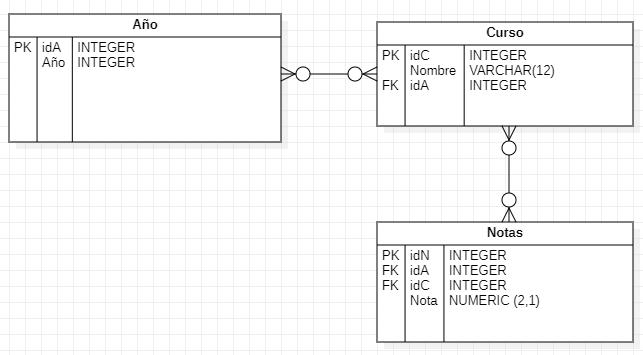 Año
PK idA INTEGER
Año INTEGER
Curso
PK idC INTEGER
Nombre VARCHAR(12)
FK idA INTEGER
Notas
PK idN INTEGER
FK idA INTEGER
FK idC INTEGER
Nota NUMERIC (2,1)